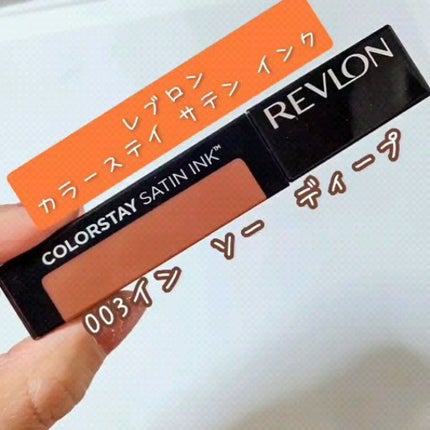 レブロン
カラーステイ サテン インク
REVLON
COLORSTAY SATIN INK™
003イン ソー ディープ